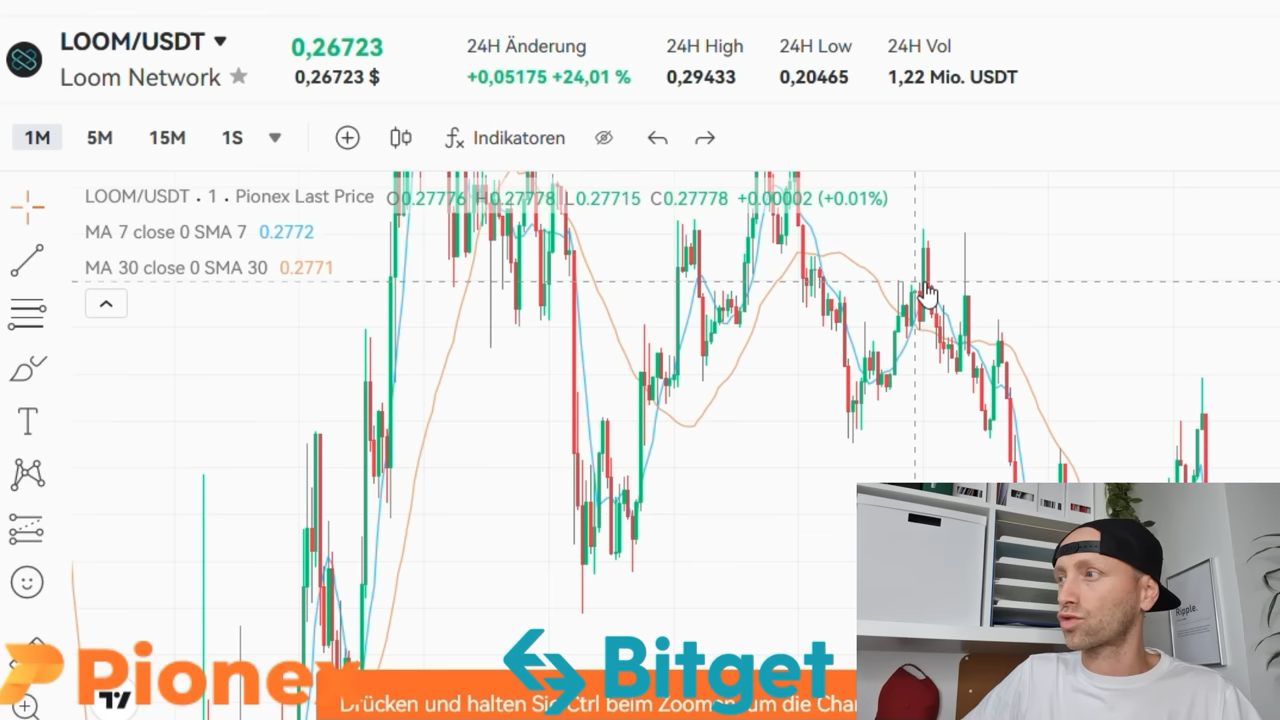 LOOM/USDT
0,26723
24H Änderung
24H High
24H Low
24H Vol
Loom Network
0,26723 $
+0,05175 +24,01 %
0,29433
0,20465
1,22 Mio. USDT
1M 5M 15M 1S
Indikatoren
LOOM/USDT · 1 · Pionex Last Price O0.27776 H0.27778 L0.27715 C0.27778 +0.00002 (+0.01%)
MA 7 close 0 SMA 7 0.2772
MA 30 close 0 SMA 30 0.2771
Ripple.
Pionex
Bitget
Drücken und halten Sie Ctrl beim Zoomen, um die